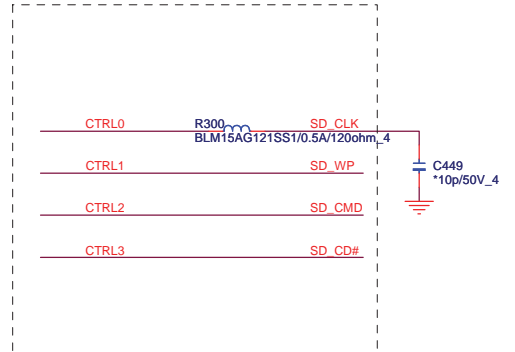 CTRL0 R300 SD_CLK
BLM15AG121SS1/0.5A/120ohm_4
CTRL1 SD_WP C449
*10p/50V_4
CTRL2 SD_CMD
CTRL3 SD_CD#